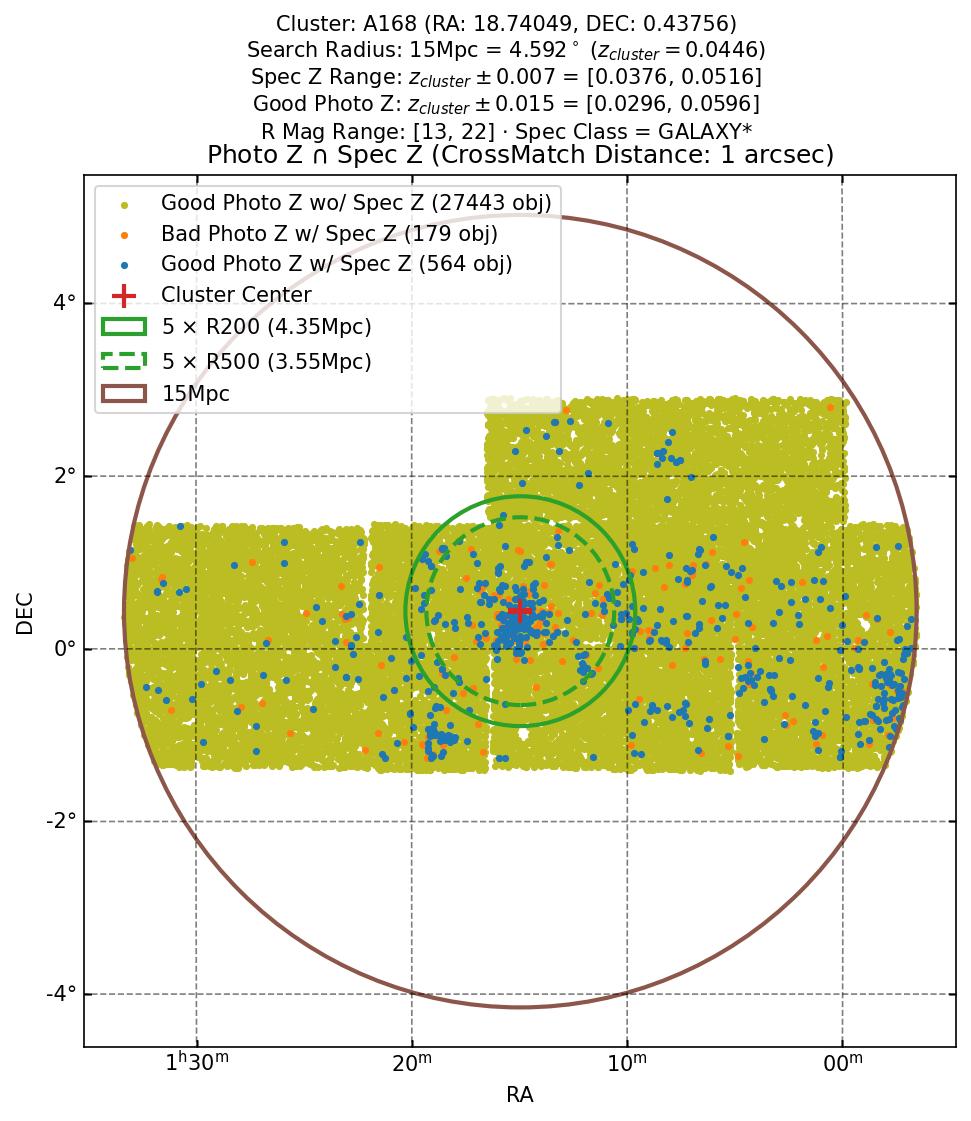 Cluster: A168 (RA: 18.74049, DEC: 0.43756)
Search Radius: 15Mpc = 4.592° (z_cluster = 0.0446)
Spec Z Range: z_cluster ± 0.007 = [0.0376, 0.0516]
Good Photo Z: z_cluster ± 0.015 = [0.0296, 0.0596]
R Mag Range: [13, 22] · Spec Class = GALAXY*
Photo Z ∩ Spec Z (CrossMatch Distance: 1 arcsec)
Good Photo Z wo/ Spec Z (27443 obj)
Bad Photo Z w/ Spec Z (179 obj)
Good Photo Z w/ Spec Z (564 obj)
Cluster Center
5 × R200 (4.35Mpc)
5 × R500 (3.55Mpc)
15Mpc
4°
2°
0°
-2°
-4°
DEC
1ʰ30ᵐ
20ᵐ
10ᵐ
00ᵐ
RA